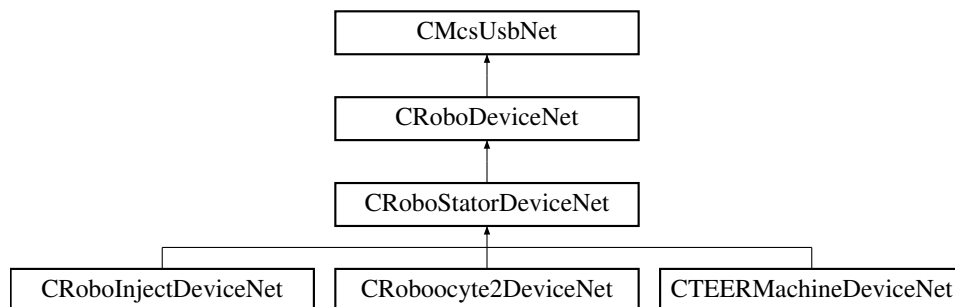 CMcsUsbNet
CRoboDeviceNet
CRoboStatorDeviceNet
CRoboInjectDeviceNet CRoboocyte2DeviceNet CTEERMachineDeviceNet